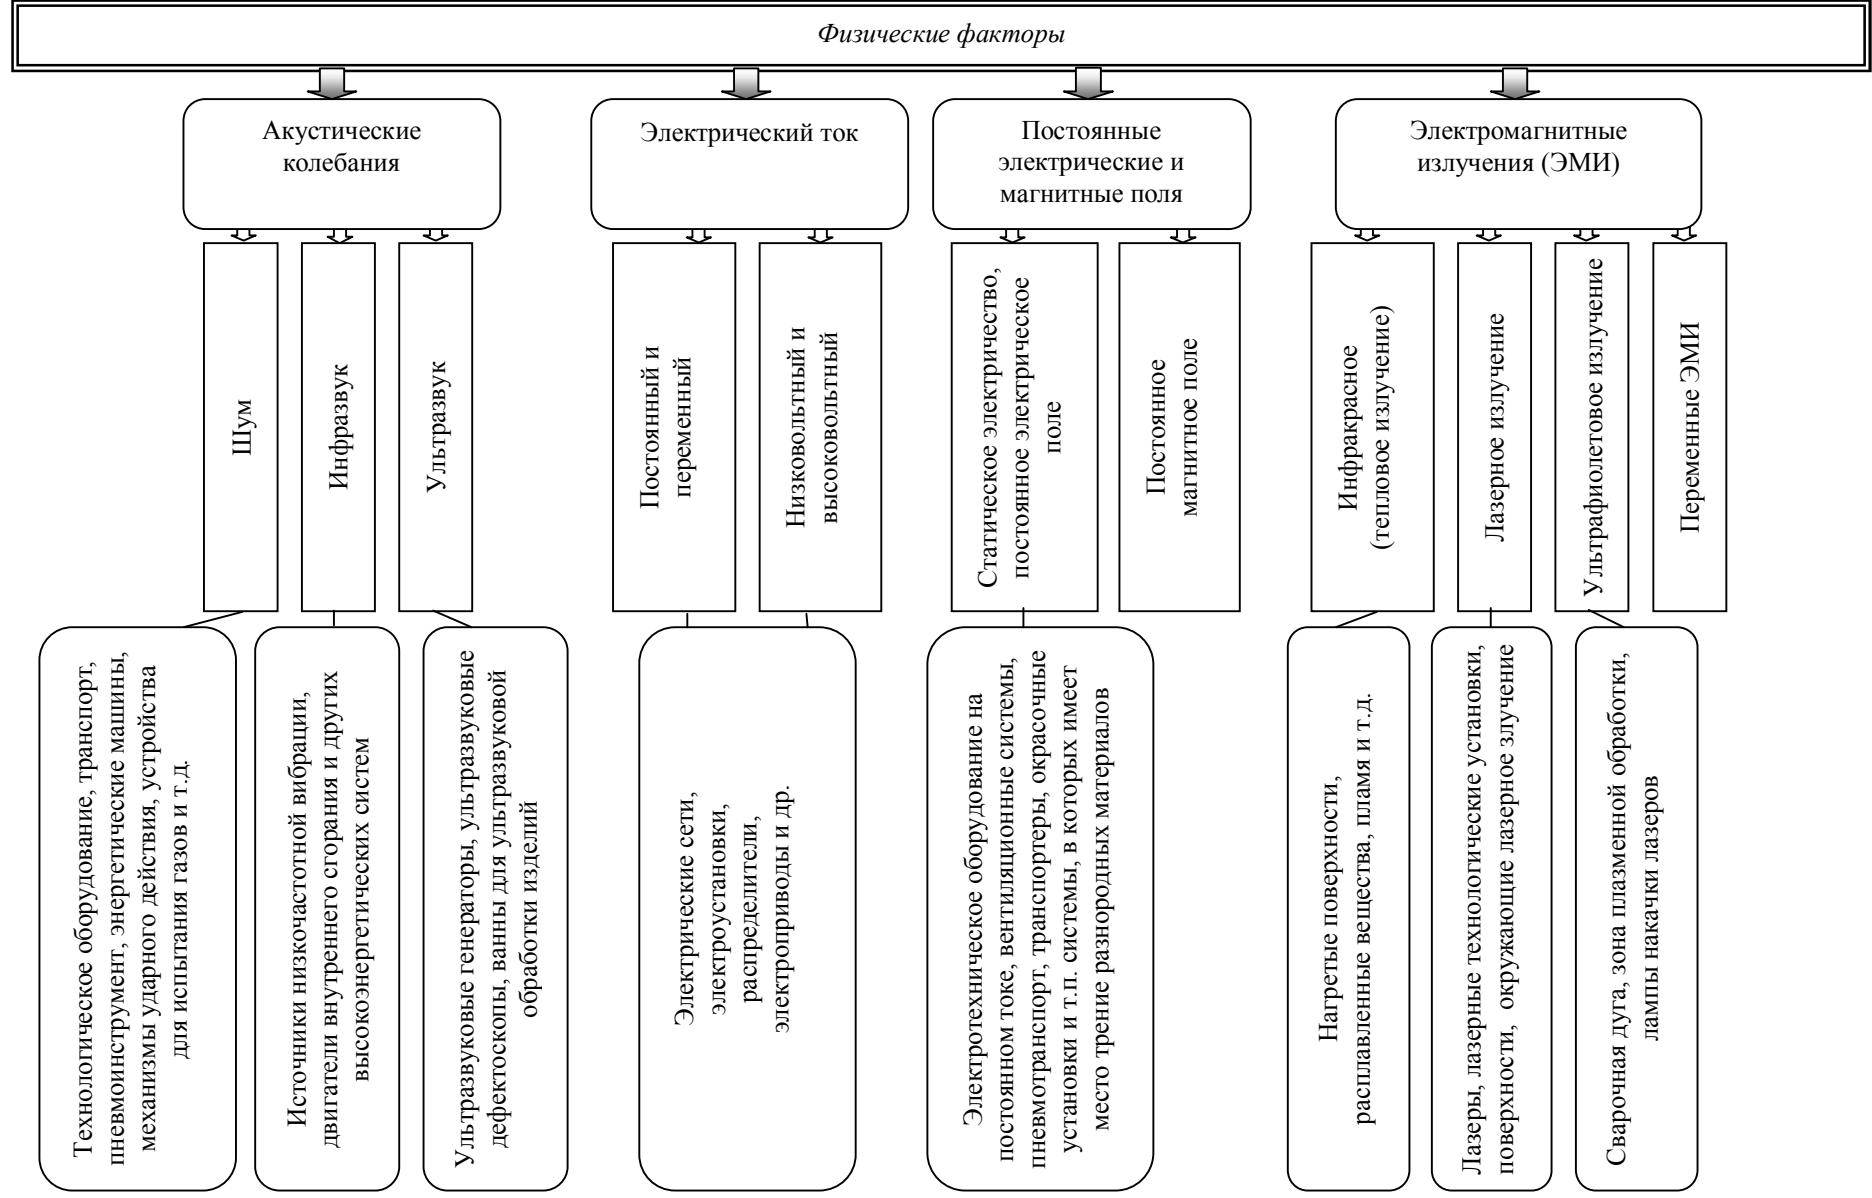 Физические факторы
Акустические
колебания
Электрический ток
Постоянные
электрические и
магнитные поля
Электромагнитные
излучения (ЭМИ)
Шум
Инфразвук
Ультразвук
Постоянный и
переменный
Низковольтный и
высоковольтный
Статическое электричество,
постоянное электрическое
поле
Постоянное
магнитное поле
Инфракрасное
(тепловое излучение)
Лазерное излучение
Ультрафиолетовое излучение
Переменные ЭМИ
Технологическое оборудование, транспорт,
пневмоинструмент, энергетические машины,
механизмы ударного действия, устройства
для испытания газов и т.д.
Источники низкочастотной вибрации,
двигатели внутреннего сгорания и других
высокоэнергетических систем
Ультразвуковые генераторы, ультразвуковые
дефектоскопы, ванны для ультразвуковой
обработки изделий
Электрические сети,
электроустановки,
распределители,
электроприводы и др.
Электротехническое оборудование на
постоянном токе, вентиляционные системы,
пневмотранспорт, транспортеры, окрасочные
установки и т.п. системы, в которых имеет
место трение разнородных материалов
Нагретые поверхности,
расплавленные вещества, пламя и т.д.
Лазеры, лазерные технологические установки,
поверхности, окружающие лазерное злучение
Сварочная дуга, зона плазменной обработки,
лампы накачки лазеров